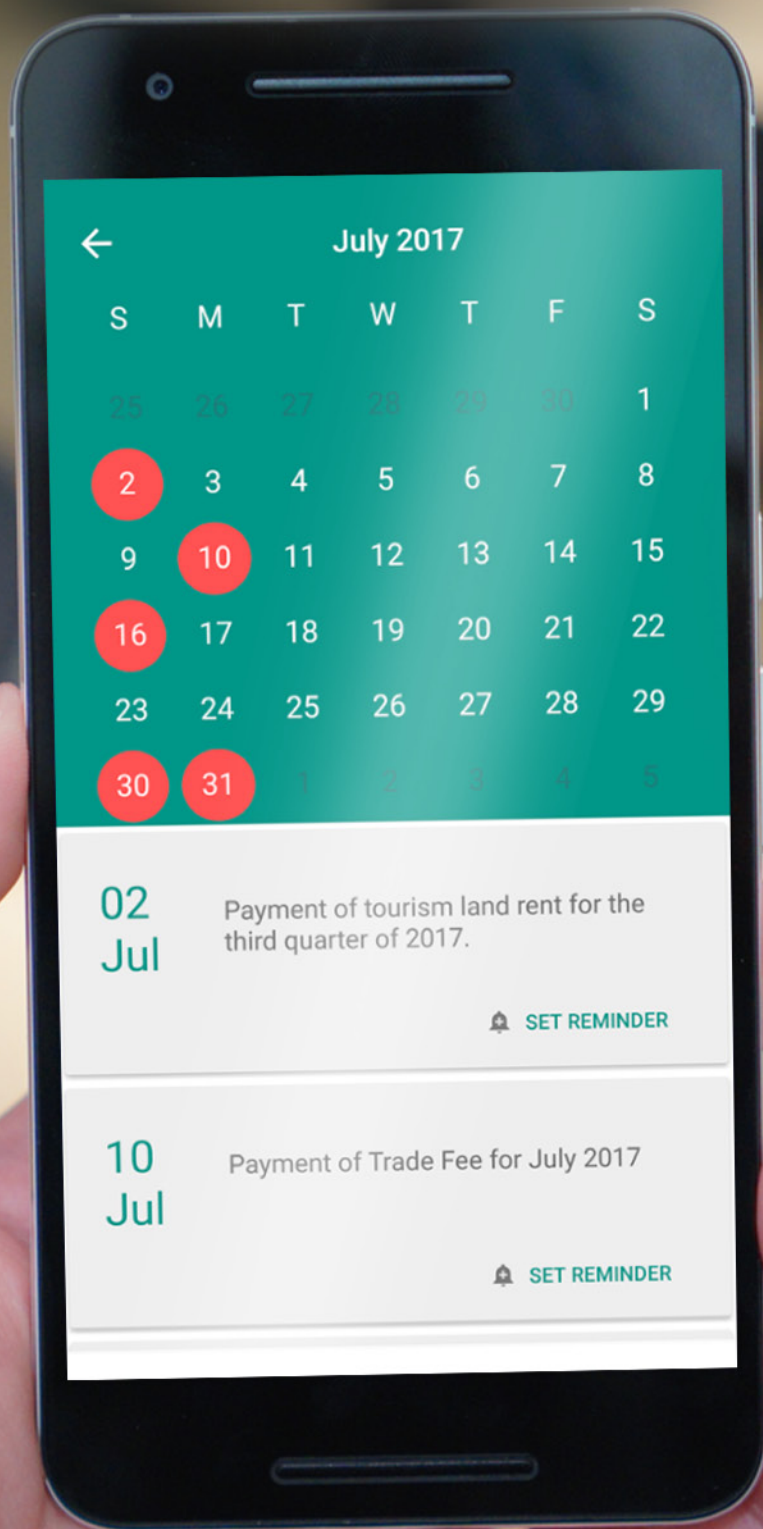 July 2017
S M T W T F S
25 26 27 28 29 30 1
2 3 4 5 6 7 8
9 10 11 12 13 14 15
16 17 18 19 20 21 22
23 24 25 26 27 28 29
30 31 1 2 3 4 5
02
Jul
Payment of tourism land rent for the
third quarter of 2017.
SET REMINDER
10
Jul
Payment of Trade Fee for July 2017
SET REMINDER